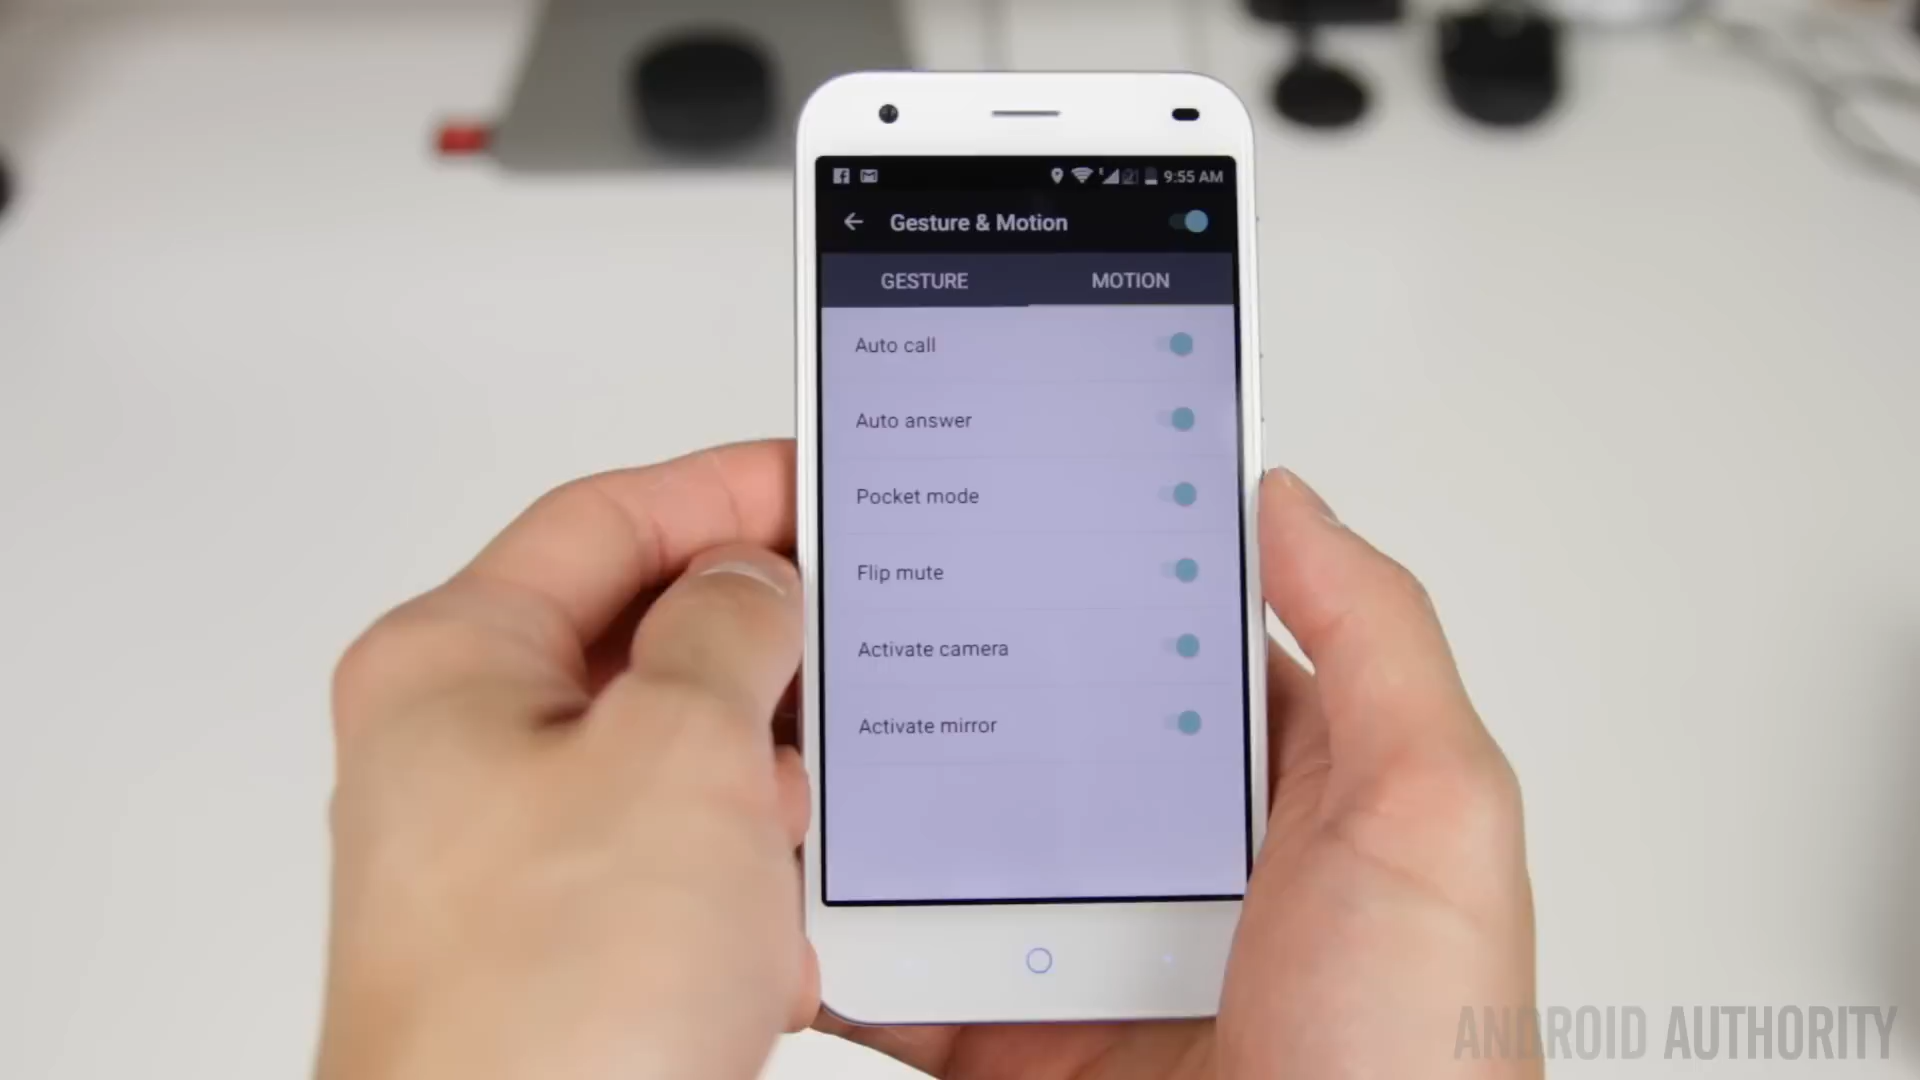 9:55 AM
Gesture & Motion
GESTURE MOTION
Auto call
Auto answer
Pocket mode
Flip mute
Activate camera
Activate mirror
ANDROID AUTHORITY